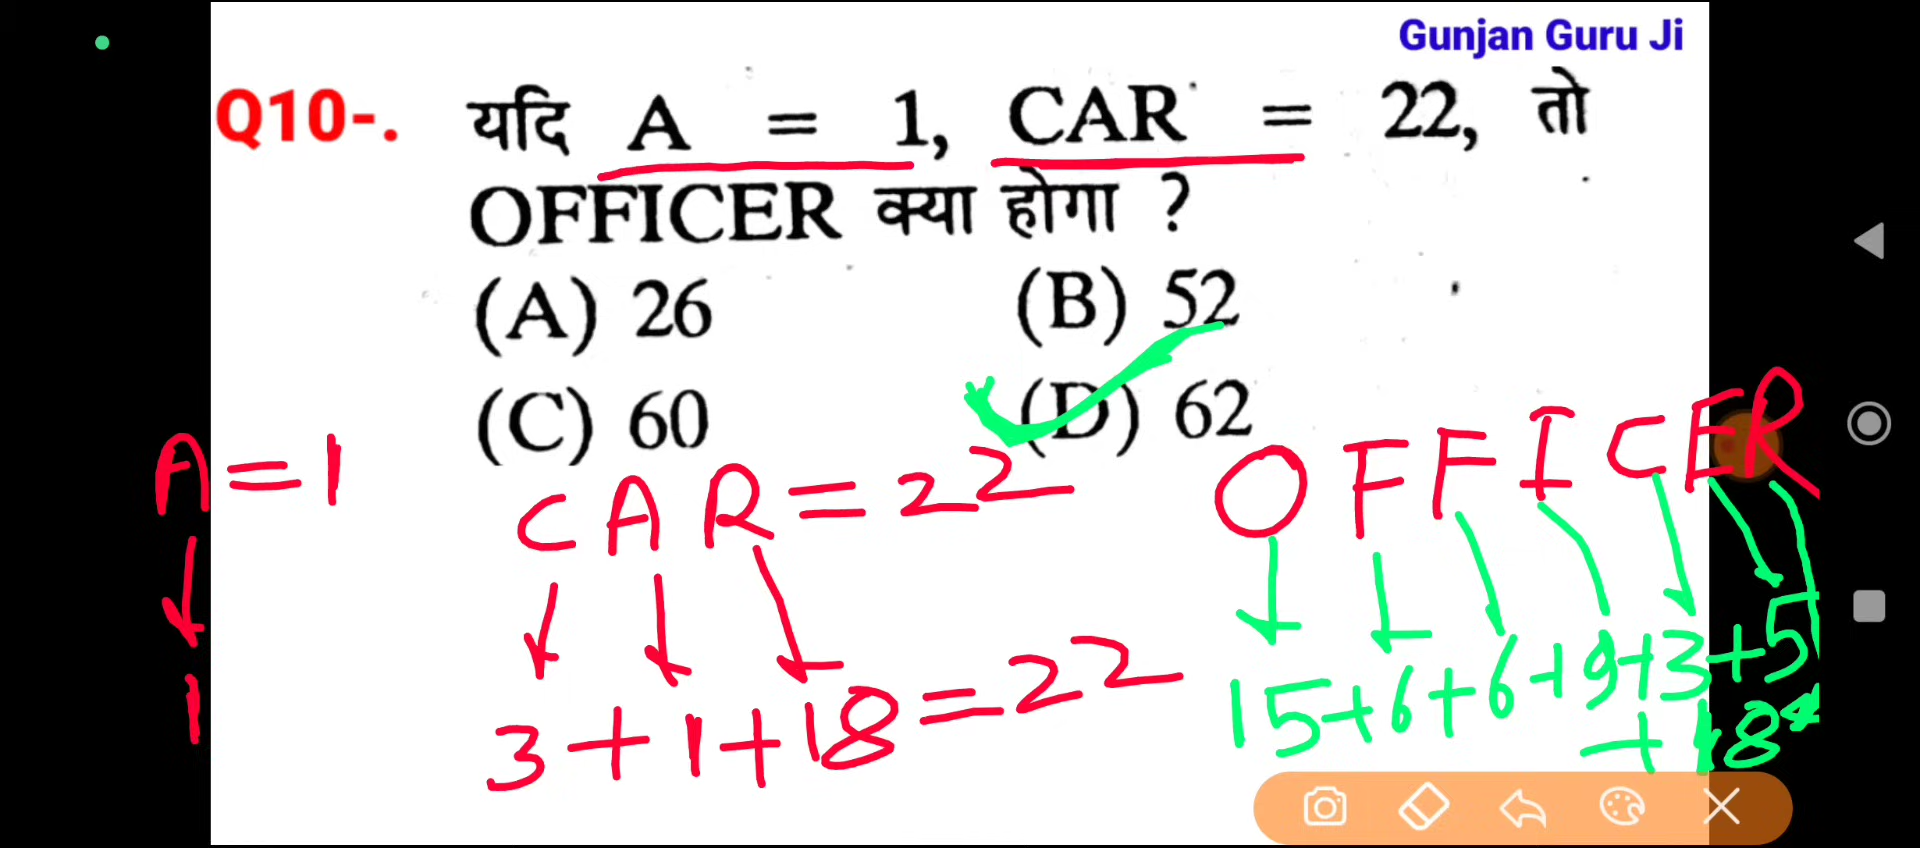 Gunjan Guru Ji
Q10-. यदि A = 1, CAR = 22, तो
OFFICER क्या होगा ?
(A) 26 (B) 52
(C) 60 (D) 62
A = 1
1
CAR = 22
3 + 1 + 18 = 22
OFFICER
15 + 6 + 6 + 9 + 3 + 5
+ 18